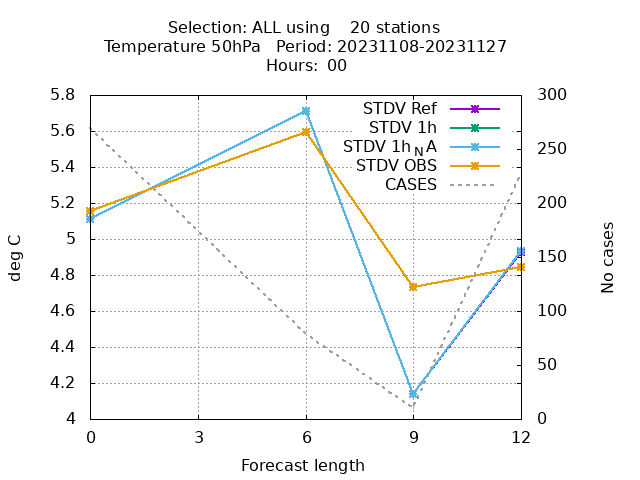 Selection: ALL using    20 stations
Temperature 50hPa   Period: 20231108-20231127
Hours: 00
5.8
5.6
5.4
5.2
5
4.8
4.6
4.4
4.2
4
deg C
STDV Ref
STDV 1h
STDV 1h_N A
STDV OBS
CASES
300
250
200
150
100
50
0
No cases
0 3 6 9 12
Forecast length